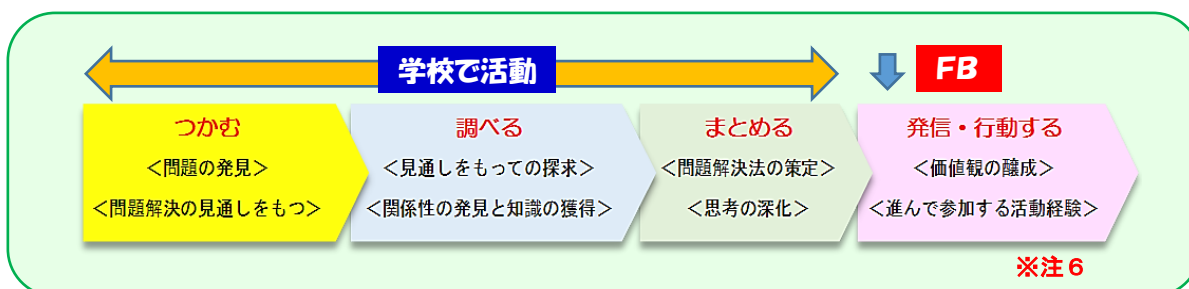 学校で活動
FB
つかむ
<問題の発見>
<問題解決の見通しをもつ>
調べる
<見通しをもっての探求>
<関係性の発見と知識の獲得>
まとめる
<問題解決法の策定>
<思考の深化>
発信・行動する
<価値観の醸成>
<進んで参加する活動経験>
※注6